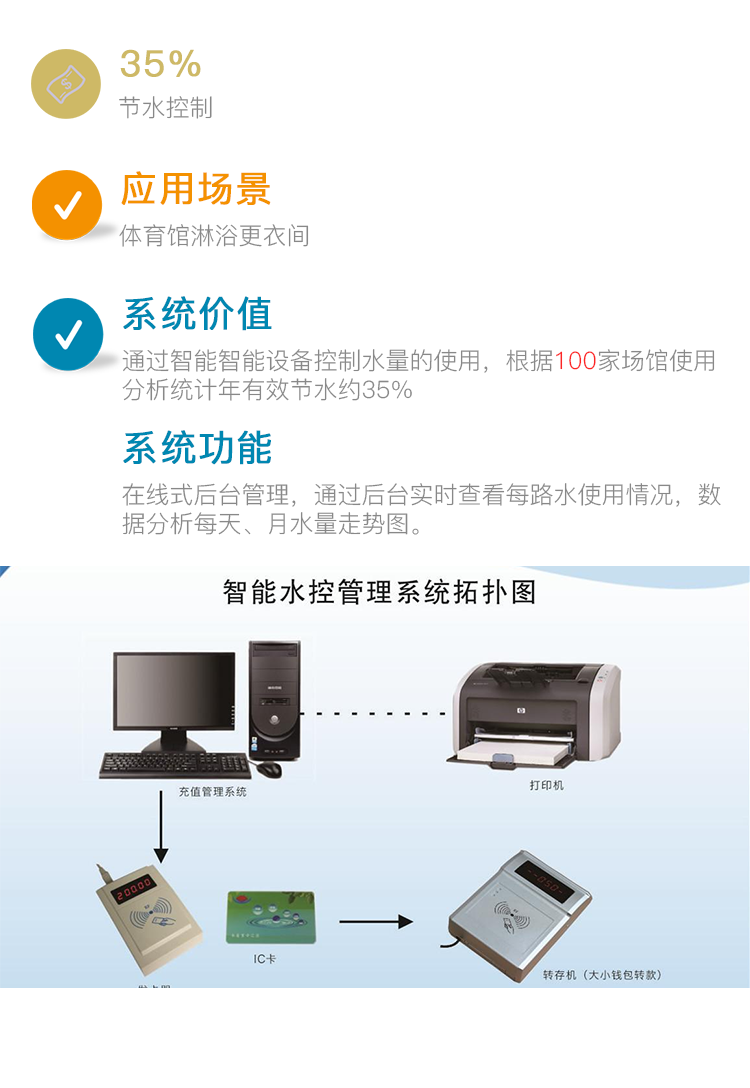 35%
节水控制
应用场景
体育馆淋浴更衣间
系统价值
通过智能智能设备控制水量的使用，根据100家场馆使用
分析统计年有效节水约35%
系统功能
在线式后台管理，通过后台实时查看每路水使用情况，数
据分析每天、月水量走势图。
智能水控管理系统拓扑图
充值管理系统
打印机
200.00
IC卡
转存机（大小钱包转款）